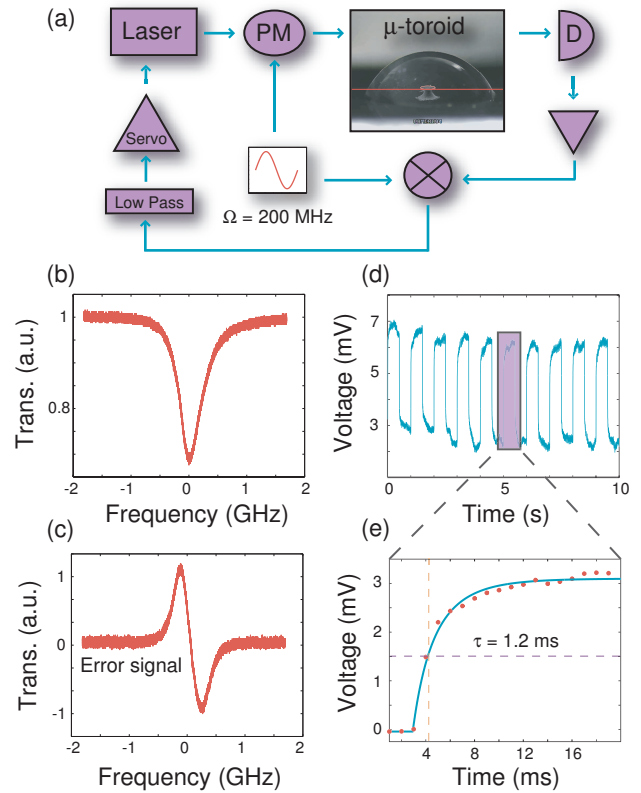 (a)
Laser
PM
μ-toroid
D
Servo
Low Pass
Ω = 200 MHz
(b)
Trans. (a.u.)
1
0.8
-2 -1 0 1 2
Frequency (GHz)
(c)
Trans. (a.u.)
1
0
-1
Error signal
-2 -1 0 1 2
Frequency (GHz)
(d)
Voltage (mV)
7
5
3
0 5 10
Time (s)
(e)
Voltage (mV)
3
2
1
0
τ = 1.2 ms
4 8 12 16
Time (ms)